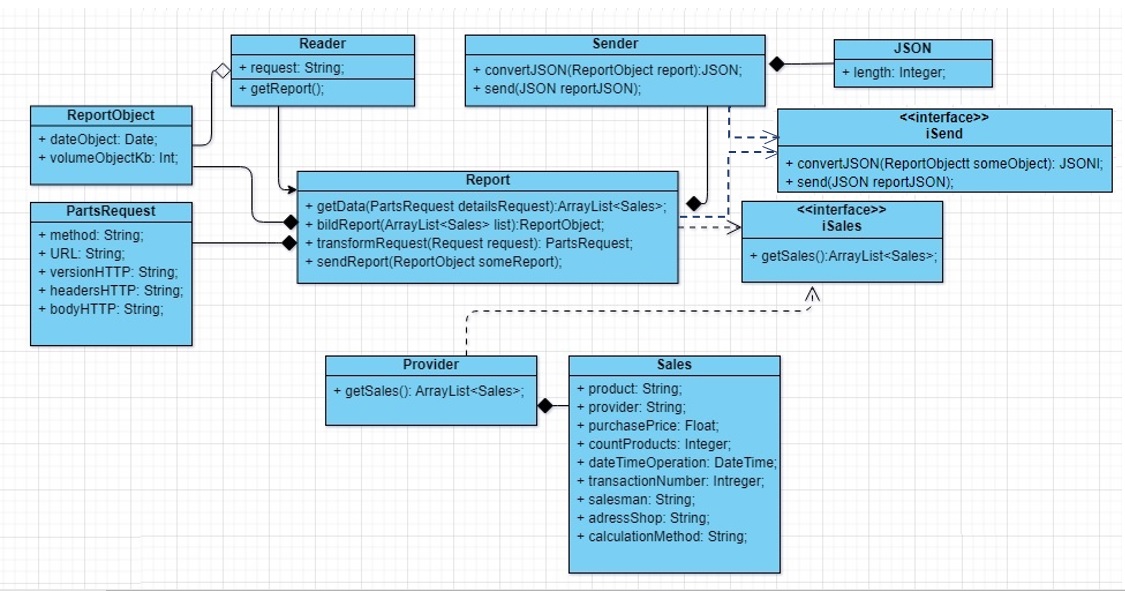 Reader
+ request: String;
+ getReport();
Sender
+ convertJSON(ReportObject report):JSON;
+ send(JSON reportJSON);
JSON
+ length: Integer;
ReportObject
+ dateObject: Date;
+ volumeObjectKb: Int;
<<interface>>
iSend
+ convertJSON(ReportObjectt someObject): JSONl;
+ send(JSON reportJSON);
Report
+ getData(PartsRequest detailsRequest):ArrayList<Sales>;
+ bildReport(ArrayList<Sales> list):ReportObject;
+ transformRequest(Request request): PartsRequest;
+ sendReport(ReportObject someReport);
PartsRequest
+ method: String;
+ URL: String;
+ versionHTTP: String;
+ headersHTTP: String;
+ bodyHTTP: String;
<<interface>>
iSales
+ getSales():ArrayList<Sales>;
Provider
+ getSales(): ArrayList<Sales>;
Sales
+ product: String;
+ provider: String;
+ purchasePrice: Float;
+ countProducts: Integer;
+ dateTimeOperation: DateTime;
+ transactionNumber: Intreger;
+ salesman: String;
+ adressShop: String;
+ calculationMethod: String;